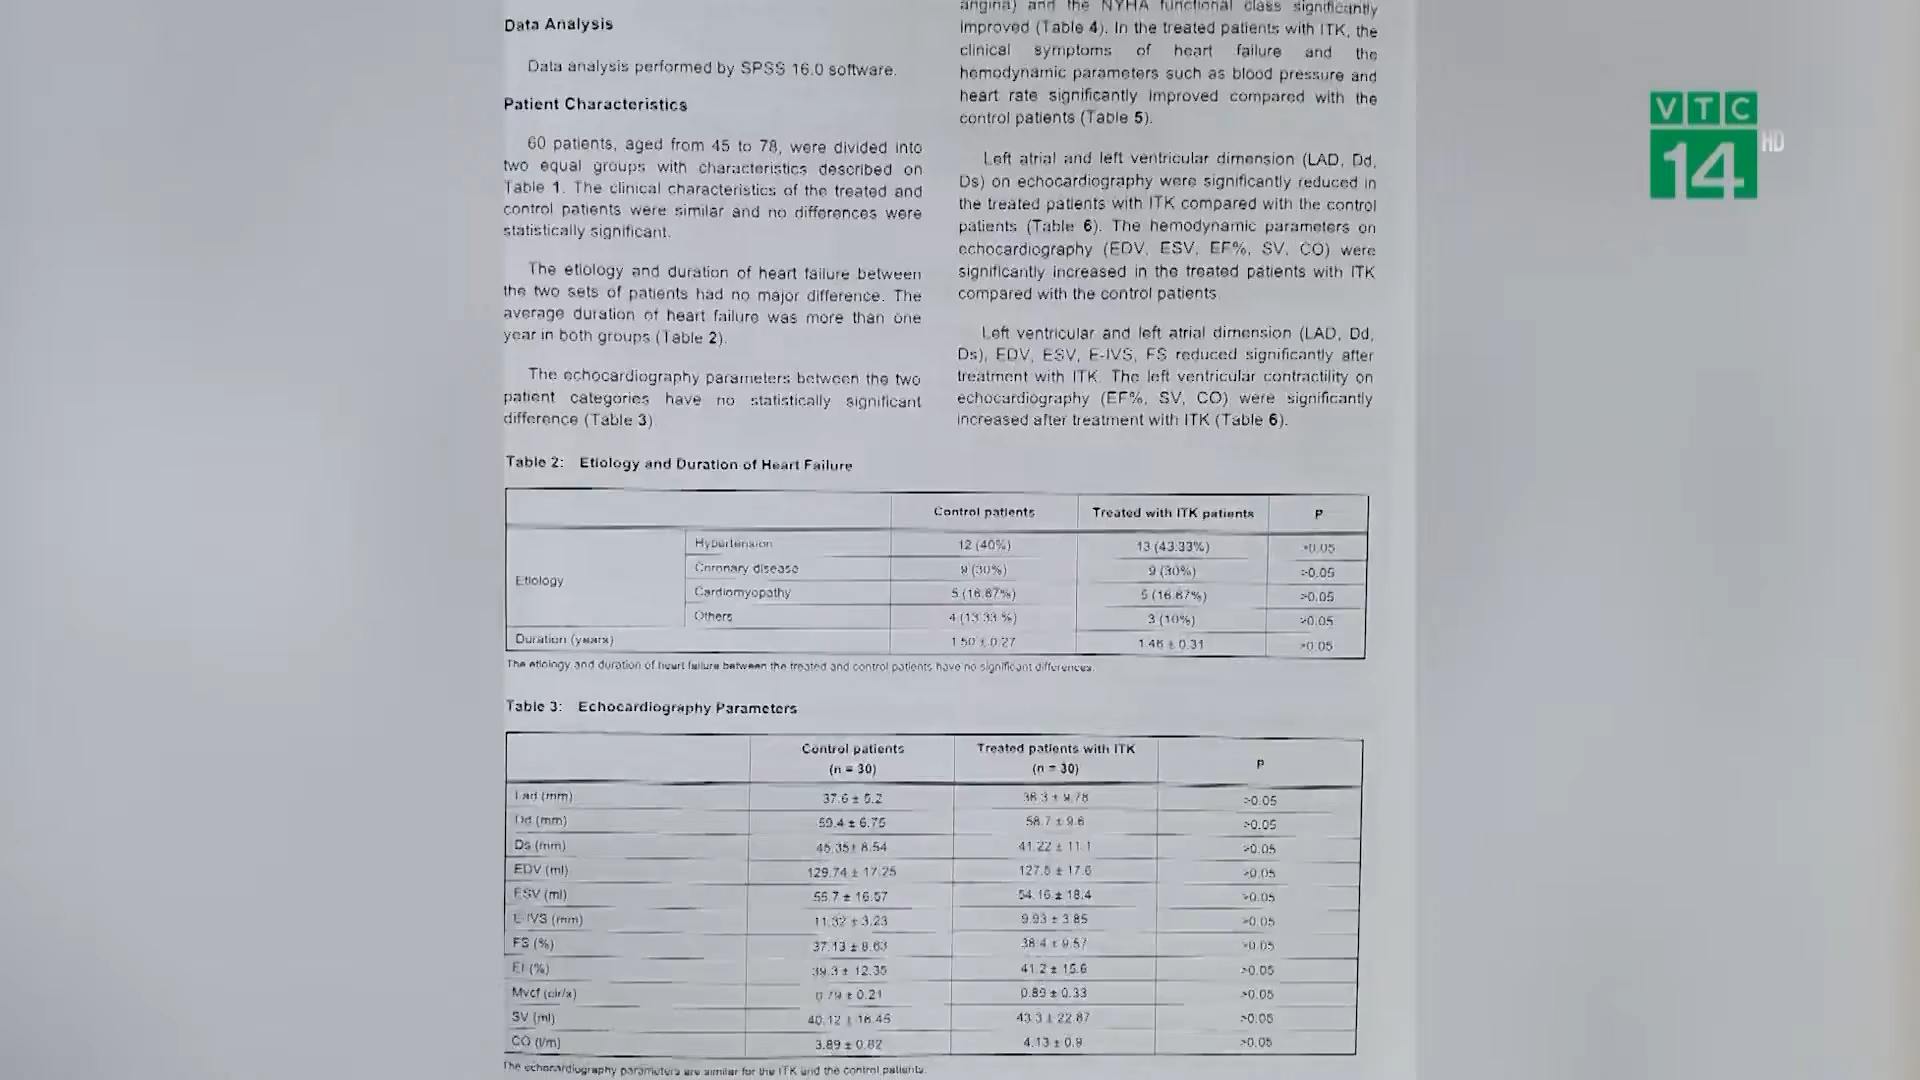 Data Analysis
Data analysis performed by SPSS 16.0 software.
Patient Characteristics
60 patients, aged from 45 to 78, were divided into
two equal groups with characteristics described on
Table 1. The clinical characteristics of the treated and
control patients were similar and no differences were
statistically significant.
The etiology and duration of heart failure between
the two sets of patients had no major difference. The
average duration of heart failure was more than one
year in both groups (Table 2).
The echocardiography parameters between the two
patient categories have no statistically significant
difference (Table 3)
angina) and the NYHA functional class significantly
improved (Table 4). In the treated patients with ITK, the
clinical symptoms of heart failure and the
hemodynamic parameters such as blood pressure and
heart rate significantly improved compared with the
control patients (Table 5).
Left atrial and left ventricular dimension (LAD, Dd,
Ds) on echocardiography were significantly reduced in
the treated patients with ITK compared with the control
patients (Table 6). The hemodynamic parameters on
echocardiography (EDV, ESV, EF%, SV, CO) were
significantly increased in the treated patients with ITK
compared with the control patients.
Left ventricular and left atrial dimension (LAD, Dd,
Ds), EDV, ESV, E-IVS, FS reduced significantly after
treatment with ITK. The left ventricular contractility on
echocardiography (EF%, SV, CO) were significantly
increased after treatment with ITK (Table 6).
Table 2: Etiology and Duration of Heart Failure
Control patients Treated with ITK patients P
Etiology
Hypertension 12 (40%) 13 (43.33%) >0.05
Coronary disease 9 (30%) 9 (30%) >0.05
Cardiomyopathy 5 (16.67%) 5 (16.67%) >0.05
Others 4 (13.33 %) 3 (10%) >0.05
Duration (years) 1.50 ± 0.27 1.46 ± 0.31 >0.05
The etiology and duration of heart failure between the treated and control patients have no significant differences.
Table 3: Echocardiography Parameters
Control patients Treated patients with ITK P
(n = 30) (n = 30)
Lad (mm) 37.6 ± 5.2 >0.05
Dd (mm) 59.4 ± 6.75 58.7 ± 9.6 >0.05
Ds (mm) 45.35± 8.54 41.22 ± 11.1 >0.05
EDV (ml) 129.74 ± 17.25 >0.05
ESV (ml) 55.7 ± 16.57 54.16 ± 18.4 >0.05
E-IVS (mm) 11.32 ± 3.23 9.93 ± 3.85 >0.05
FS (%) 37.13 ± 8.63 38.4 ± 9.57 >0.05
EF (%) 39.3 ± 12.35 41.2 ± 15.6 >0.05
Mvcf (cir/s) 0.79 ± 0.21 0.89 ± 0.33 >0.05
SV (ml) 40.12 ± 16.45 43.3 ± 22.87 >0.05
CO (l/m) 3.89 ± 0.82 4.13 ± 0.9 >0.05
The echocardiography parameters are similar for the ITK and the control patients.
VTC
14
HD